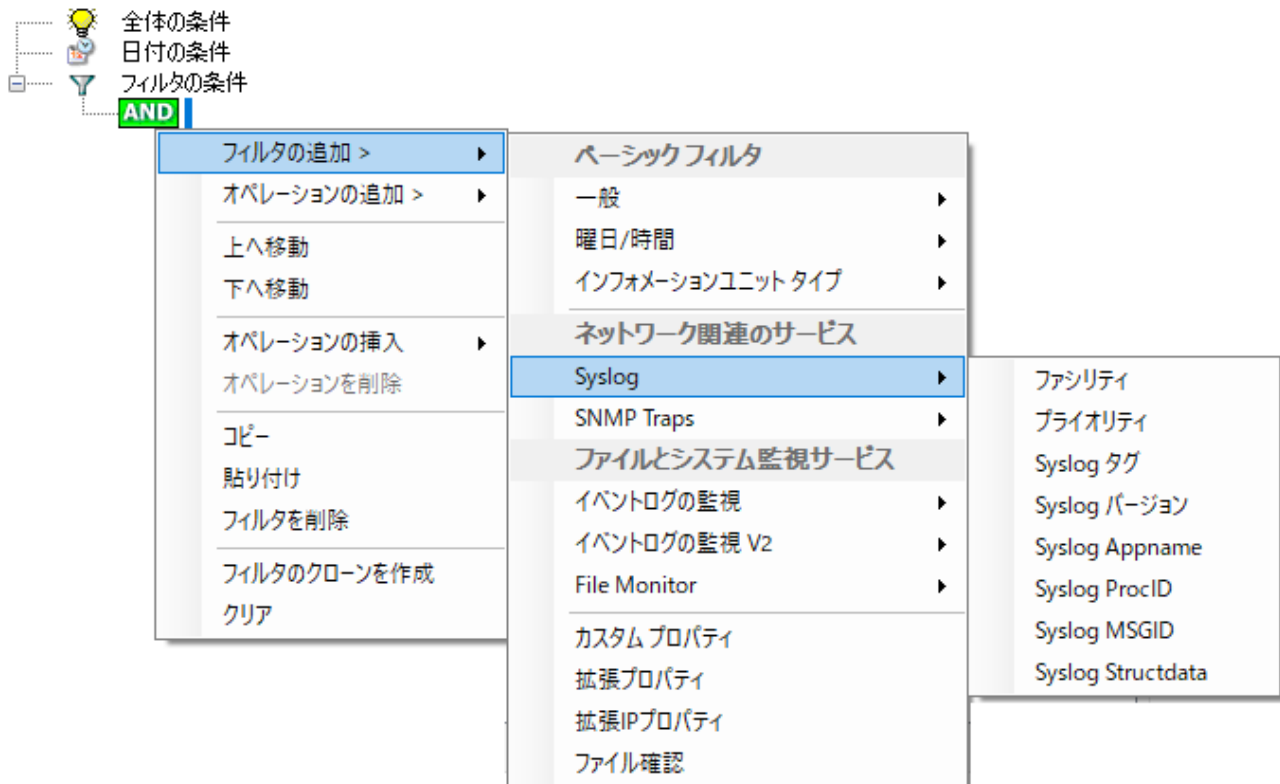 全体の条件
日付の条件
フィルタの条件
AND
フィルタの追加 >
オペレーションの追加 >
上へ移動
下へ移動
オペレーションの挿入
オペレーションを削除
コピー
貼り付け
フィルタを削除
フィルタのクローンを作成
クリア
ベーシック フィルタ
一般
曜日/時間
インフォメーションユニット タイプ
ネットワーク関連のサービス
Syslog
SNMP Traps
ファイルとシステム監視サービス
イベントログの監視
イベントログの監視 V2
File Monitor
カスタム プロパティ
拡張プロパティ
拡張IPプロパティ
ファイル確認
ファシリティ
プライオリティ
Syslog タグ
Syslog バージョン
Syslog Appname
Syslog ProcID
Syslog MSGID
Syslog Structdata